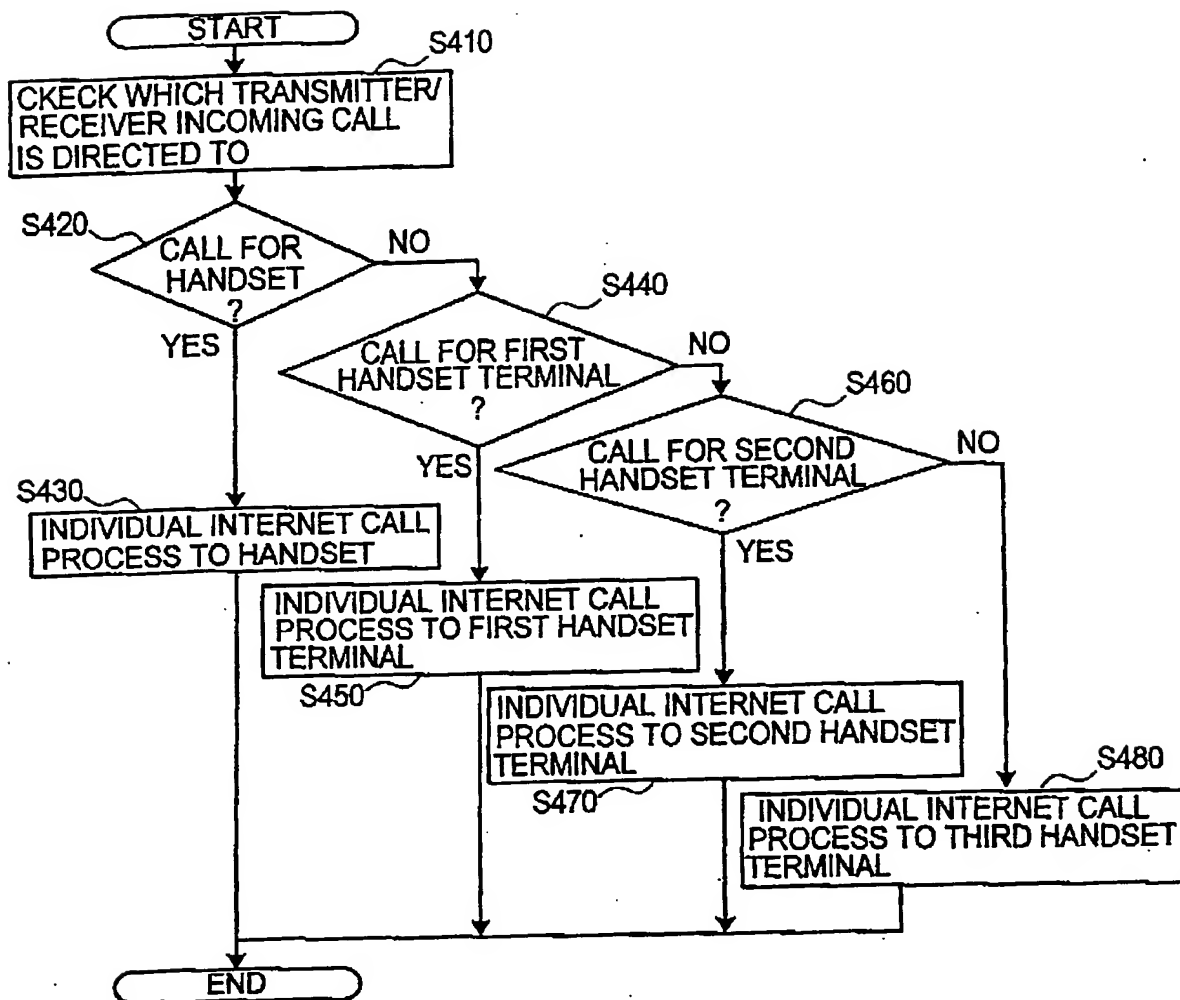 START
S410
CKECK WHICH TRANSMITTER/
RECEIVER INCOMING CALL
IS DIRECTED TO
S420
CALL FOR
HANDSET
?
NO
YES
S440
CALL FOR FIRST
HANDSET TERMINAL
?
NO
YES
S460
CALL FOR SECOND
HANDSET TERMINAL
?
NO
YES
S430
INDIVIDUAL INTERNET CALL
PROCESS TO HANDSET
INDIVIDUAL INTERNET CALL
PROCESS TO FIRST HANDSET
TERMINAL
S450
INDIVIDUAL INTERNET CALL
PROCESS TO SECOND HANDSET
TERMINAL
S470
S480
INDIVIDUAL INTERNET CALL
PROCESS TO THIRD HANDSET
TERMINAL
END